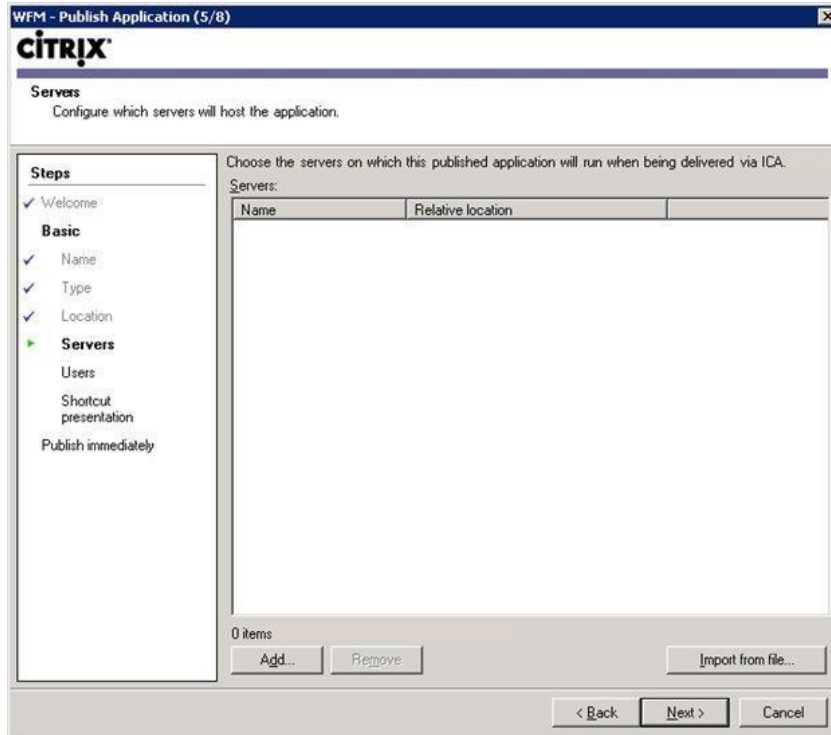 WFM - Publish Application (5/8)
CITRIX
Servers
Configure which servers will host the application.
Steps
Welcome
Basic
Name
Type
Location
Servers
Users
Shortcut
presentation
Publish immediately
Choose the servers on which this published application will run when being delivered via ICA.
Servers:
Name Relative location
0 items
Add... Remove Import from file...
< Back Next > Cancel